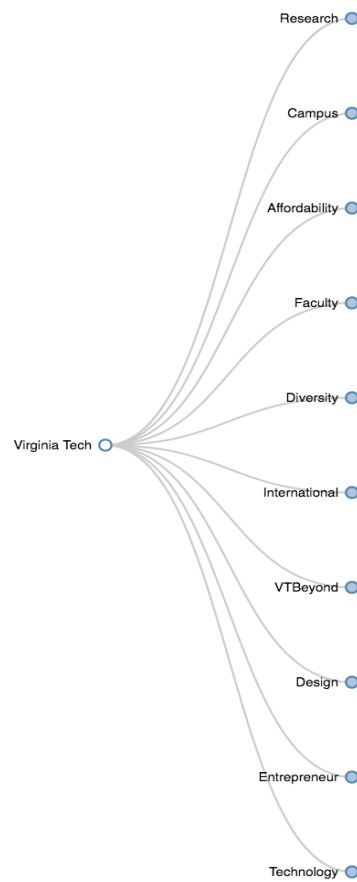 Research
Campus
Affordability
Faculty
Diversity
Virginia Tech
International
VTBeyond
Design
Entrepreneur
Technology